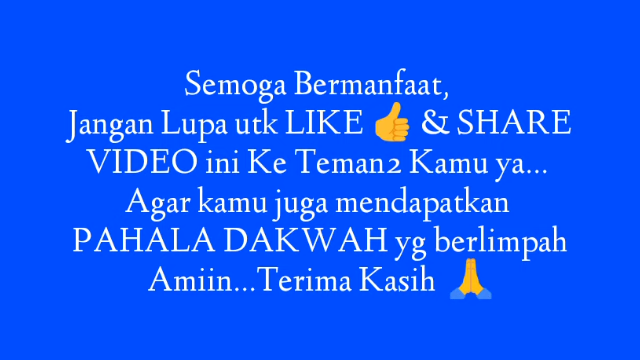 Semoga Bermanfaat,
Jangan Lupa utk LIKE 👍 & SHARE
VIDEO ini Ke Teman2 Kamu ya...
Agar kamu juga mendapatkan
PAHALA DAKWAH yg berlimpah
Amiin...Terima Kasih 🙏